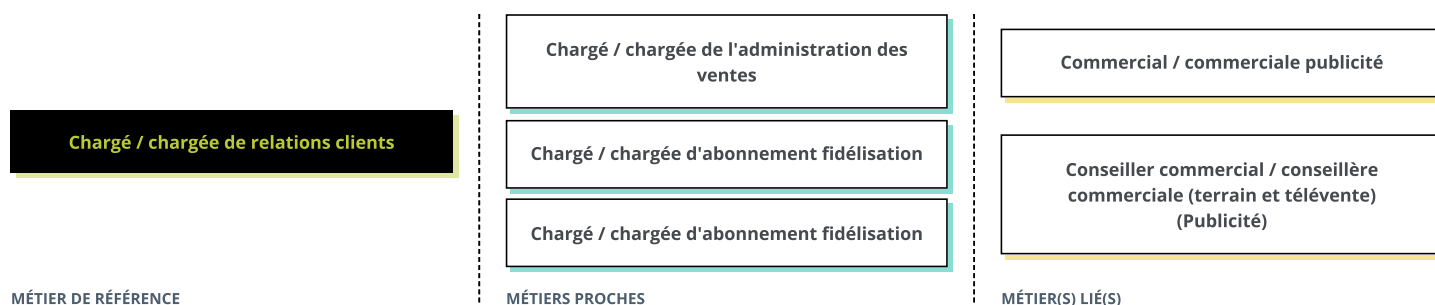 Chargé / chargée de relations clients
MÉTIER DE RÉFÉRENCE
Chargé / chargée de l'administration des
ventes
Chargé / chargée d'abonnement fidélisation
Chargé / chargée d'abonnement fidélisation
MÉTIERS PROCHES
Commercial / commerciale publicité
Conseiller commercial / conseillère
commerciale (terrain et télévente)
(Publicité)
MÉTIER(S) LIÉ(S)